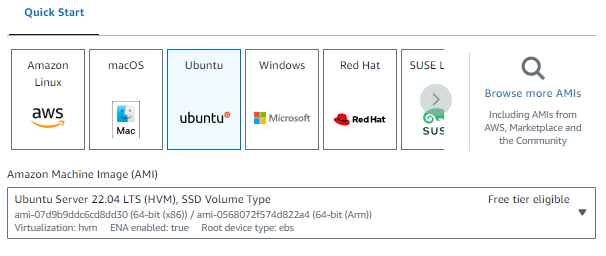 Quick Start
Amazon
Linux
aws
macOS
Mac
Ubuntu
ubuntu
Windows
Microsoft
Red Hat
Red Hat
SUSE L
SUS
Browse more AMIs
Including AMIs from
AWS, Marketplace and
the Community
Amazon Machine Image (AMI)
Ubuntu Server 22.04 LTS (HVM), SSD Volume Type
Free tier eligible
ami-07d9b9ddc6cd8dd30 (64-bit (x86)) / ami-0568072f574d822a4 (64-bit (Arm))
Virtualization: hvm ENA enabled: true Root device type: ebs